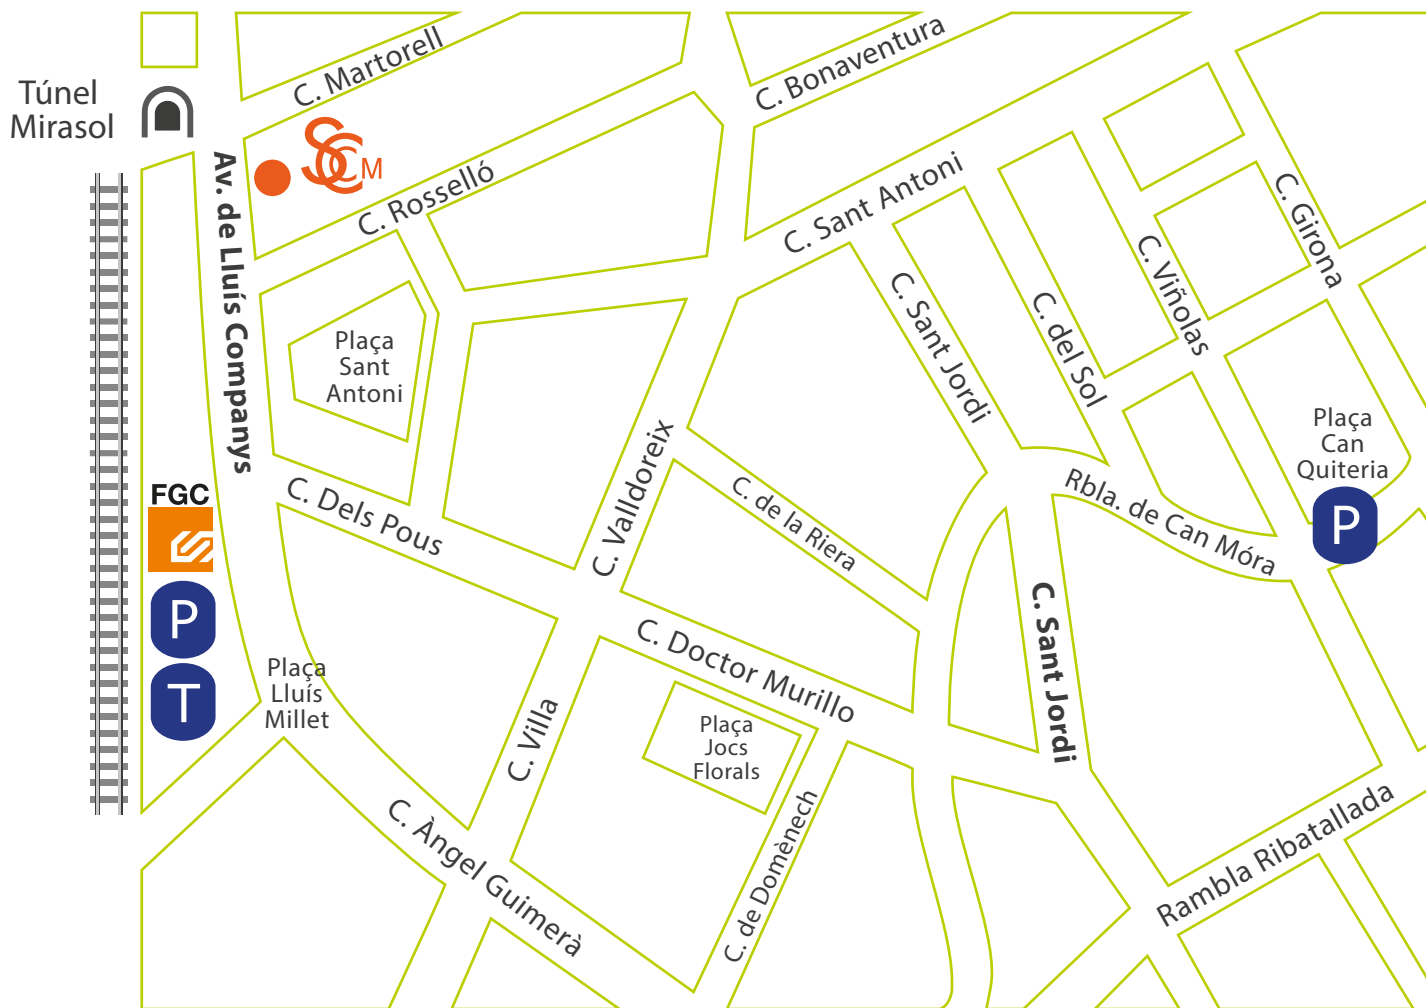 C. Martorell
C. Bonaventura
Túnel
Mirasol
SCCM
C. Rosselló
C. Sant Antoni
C. Girona
Av. de Lluís Companys
C. Viñolas
C. Sant Jordi
C. del Sol
Plaça
Sant
Antoni
Plaça
Can
Quiteria
P
C. Valldoreix
C. de la Riera
Rbla. de Can Móra
FGC
P
T
C. Dels Pous
C. Sant Jordi
C. Doctor Murillo
Plaça
Lluís
Millet
C. Villa
Plaça
Jocs
Florals
C. de Domènech
C. Àngel Guimerà
Rambla Ribatallada